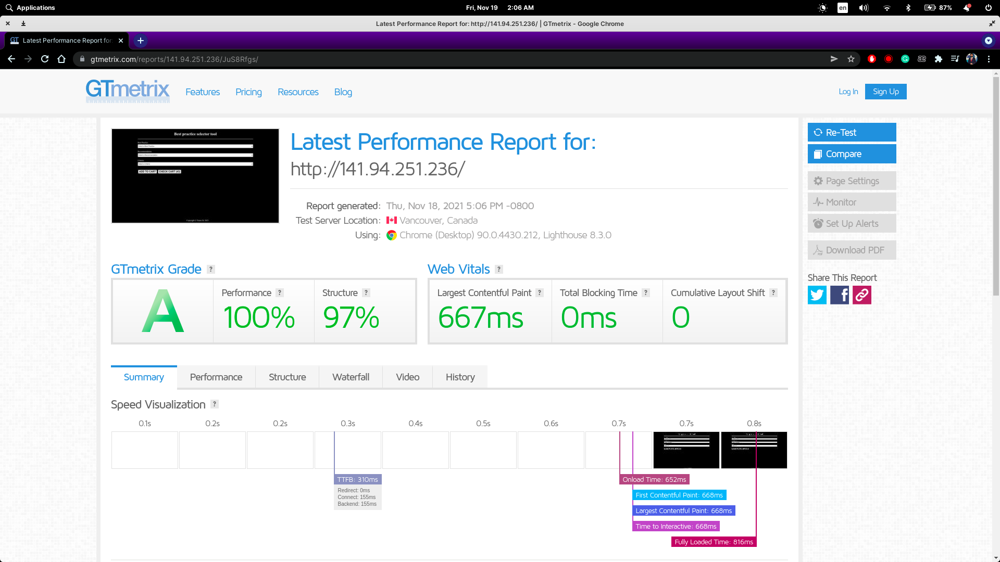 Applications
Fri, Nov 19 2:06 AM
en
87%
Latest Performance Report for: http://141.94.251.236/ | GTmetrix - Google Chrome
GT Latest Performance Report for:
gtmetrix.com/reports/141.94.251.236/JuS8Rfgs/
GTmetrix
Features Pricing Resources Blog
Log In Sign Up
Best practice selector tool
ADD TO CART CHECK CART (43)
Latest Performance Report for:
http://141.94.251.236/
Report generated: Thu, Nov 18, 2021 5:06 PM -0800
Test Server Location: Vancouver, Canada
Using: Chrome (Desktop) 90.0.4430.212, Lighthouse 8.3.0
Re-Test
Compare
Page Settings
Monitor
Set Up Alerts
PDF Download PDF
Share This Report
GTmetrix Grade ?
A
Performance ?
100%
Structure ?
97%
Web Vitals ?
Largest Contentful Paint ?
667ms
Total Blocking Time ?
0ms
Cumulative Layout Shift ?
0
Summary Performance Structure Waterfall Video History
Speed Visualization ?
0.1s 0.2s 0.2s 0.3s 0.4s 0.5s 0.6s 0.7s 0.7s 0.8s
TTFB: 310ms
Redirect: 0ms
Connect: 155ms
Backend: 155ms
Onload Time: 652ms
First Contentful Paint: 668ms
Largest Contentful Paint: 668ms
Time to Interactive: 668ms
Fully Loaded Time: 816ms